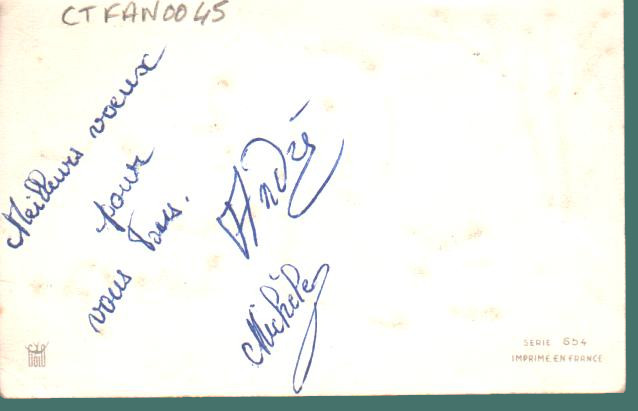 CTFAN0045
Meilleurs voeux
pour
vous tous.
André
Michèle
SERIE 654
IMPRIME EN FRANCE